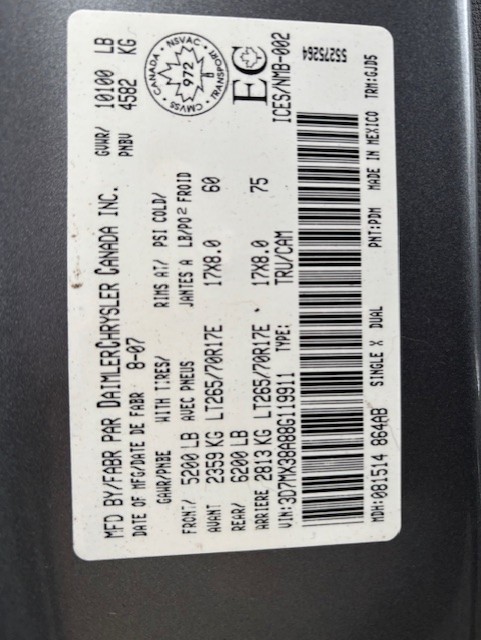 MFD BY/FABR PAR DAIMLERCHRYSLER CANADA INC.
DATE OF MFG/DATE DE FABR 8-07
GVWR/ 10100 LB
PNBV 4582 KG
CANADA • NSVAC • TRANSPORT • CMVSS
972
GAWR/PNBE WITH TIRES/ RIMS AT/ PSI COLD/
AVEC PNEUS JANTES A LB/PO² FROID
FRONT/ 5200 LB
AVANT 2359 KG LT265/70R17E 17X8.0 60
REAR/ 6200 LB
ARRIERE 2813 KG LT265/70R17E 17X8.0 75
EC
ICES/NMB-002
VIN:3D7MX38A88G119911 TYPE: TRU/CAM
55275264
MDH:081514 864AB SINGLE X DUAL PNT:PDM MADE IN MEXICO TRM:GJD5